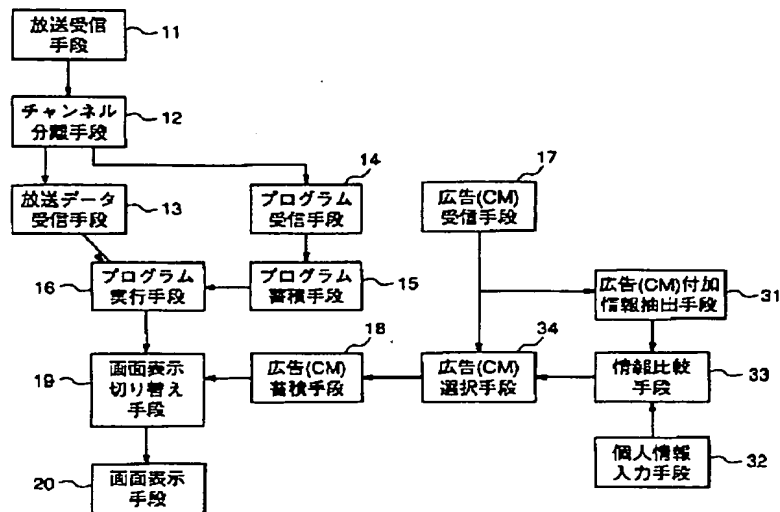 放送受信
手段
11
チャンネル
分離手段
12
放送データ
受信手段
13
プログラム
受信手段
14
広告(CM)
受信手段
17
プログラム
実行手段
16
プログラム
蓄積手段
15
広告(CM)付加
情報抽出手段
31
画面表示
切り替え
手段
19
広告(CM)
蓄積手段
18
広告(CM)
選択手段
34
情報比較
手段
33
画面表示
手段
20
個人情報
入力手段
32